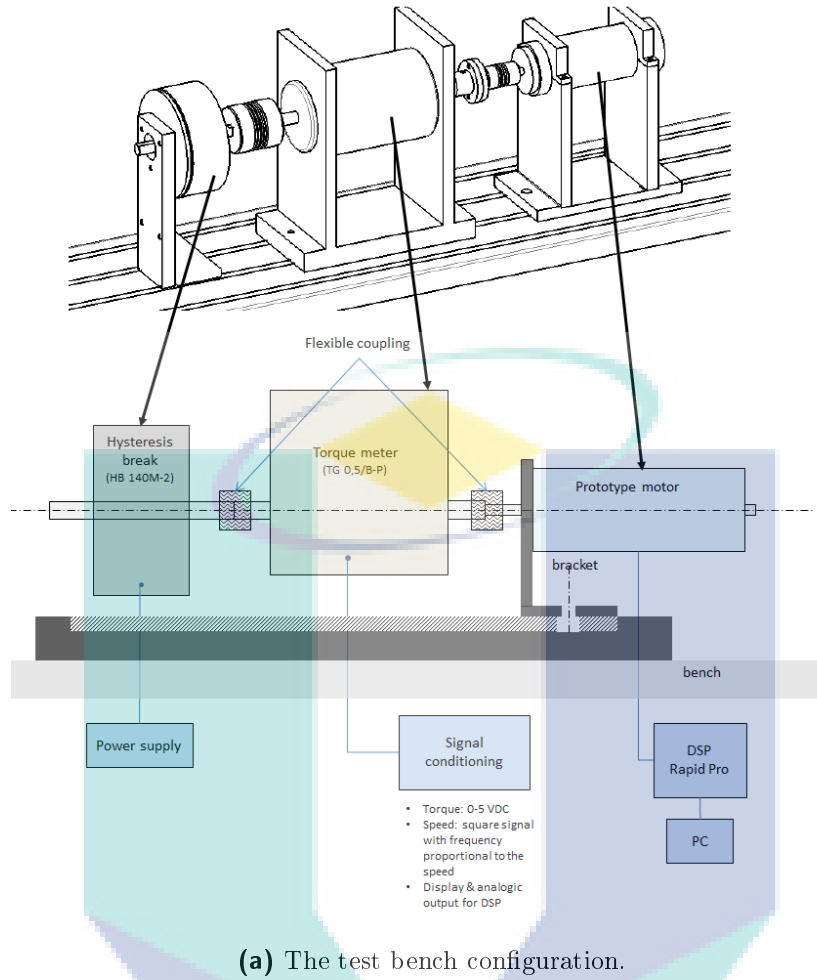 Flexible coupling
Hysteresis
break
(HB 140M-2)
Torque meter
(TG 0,5/B-P)
Prototype motor
bracket
bench
Power supply
Signal
conditioning
DSP
Rapid Pro
PC
• Torque: 0-5 VDC
• Speed: square signal
with frequency
proportional to the
speed
• Display & analogic
output for DSP
(a) The test bench configuration.